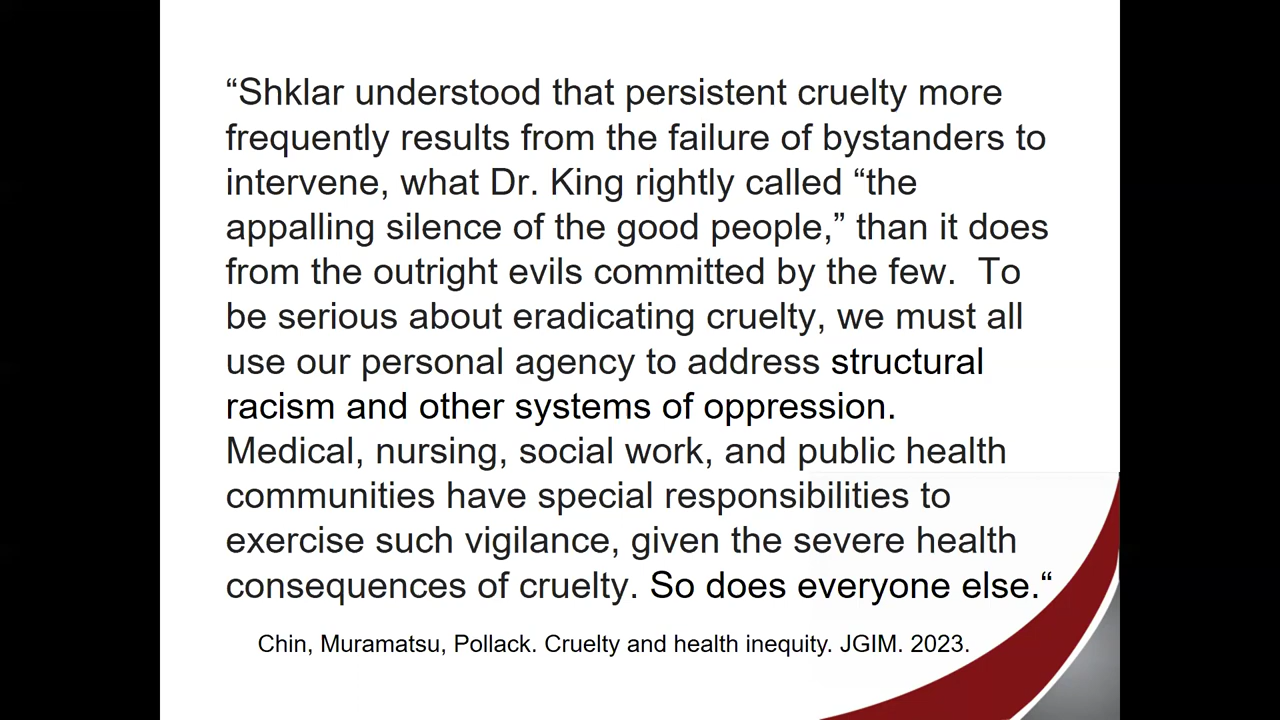 “Shklar understood that persistent cruelty more
frequently results from the failure of bystanders to
intervene, what Dr. King rightly called “the
appalling silence of the good people,” than it does
from the outright evils committed by the few.  To
be serious about eradicating cruelty, we must all
use our personal agency to address structural
racism and other systems of oppression.
Medical, nursing, social work, and public health
communities have special responsibilities to
exercise such vigilance, given the severe health
consequences of cruelty. So does everyone else.“
Chin, Muramatsu, Pollack. Cruelty and health inequity. JGIM. 2023.